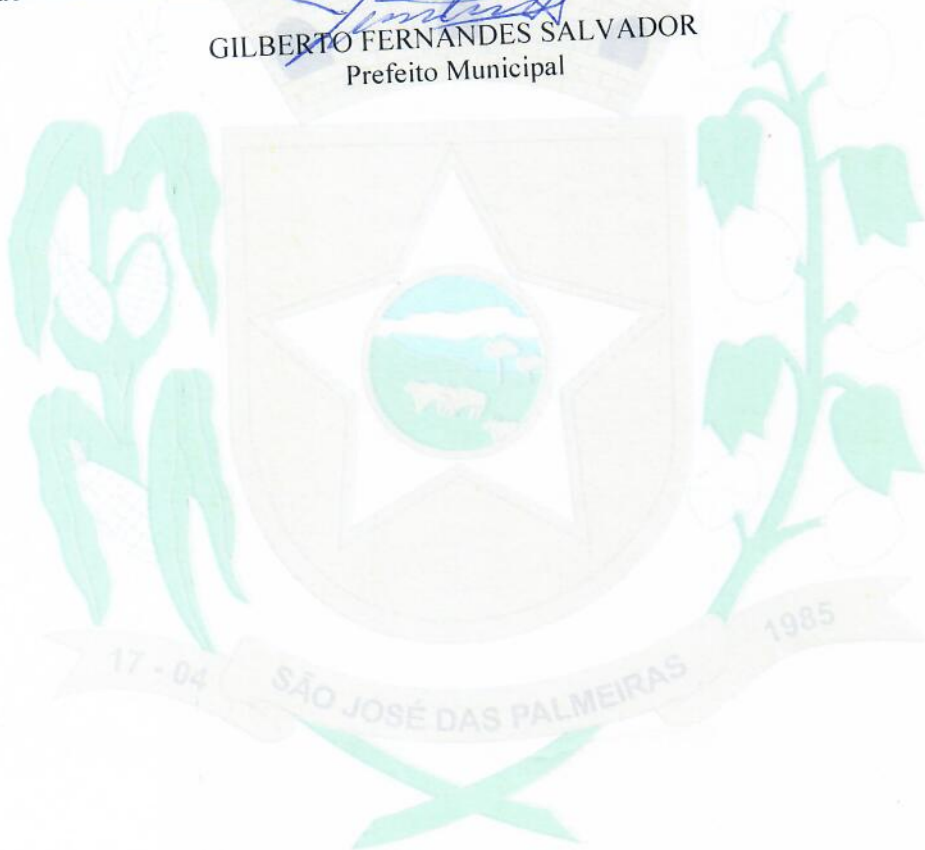 GILBERTO FERNANDES SALVADOR
Prefeito Municipal
17 - 04
SÃO JOSÉ DAS PALMEIRAS
1985